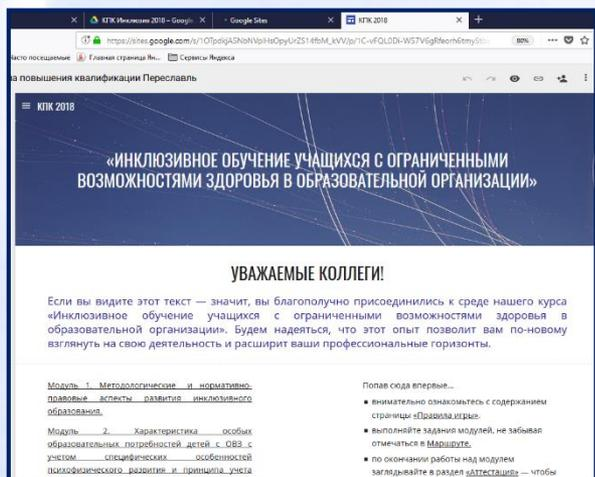 КПК Инклюзия 2018 – Google
Google Sites
КПК 2018
https://sites.google.com/s/
80%
Часто посещаемые Главная страница Ян... Сервисы Яндекса
на повышения квалификации Переславль
КПК 2018
«ИНКЛЮЗИВНОЕ ОБУЧЕНИЕ УЧАЩИХСЯ С ОГРАНИЧЕННЫМИ
ВОЗМОЖНОСТЯМИ ЗДОРОВЬЯ В ОБРАЗОВАТЕЛЬНОЙ ОРГАНИЗАЦИИ»
УВАЖАЕМЫЕ КОЛЛЕГИ!
Если вы видите этот текст — значит, вы благополучно присоединились к среде нашего курса
«Инклюзивное обучение учащихся с ограниченными возможностями здоровья в
образовательной организации». Будем надеяться, что этот опыт позволит вам по-новому
взглянуть на свою деятельность и расширит ваши профессиональные горизонты.
Модуль 1. Методологические и нормативно-
правовые аспекты развития инклюзивного
образования.
Модуль 2. Характеристика особых
образовательных потребностей детей с ОВЗ с
учетом специфических особенностей
психофизического развития и принципа учета
Попав сюда впервые...
▪ внимательно ознакомьтесь с содержанием
страницы «Правила игры».
▪ выполняйте задания модулей, не забывая
отмечаться в Маршруте.
▪ по окончании работы над модулем
заглядывайте в раздел «Аттестация» — чтобы